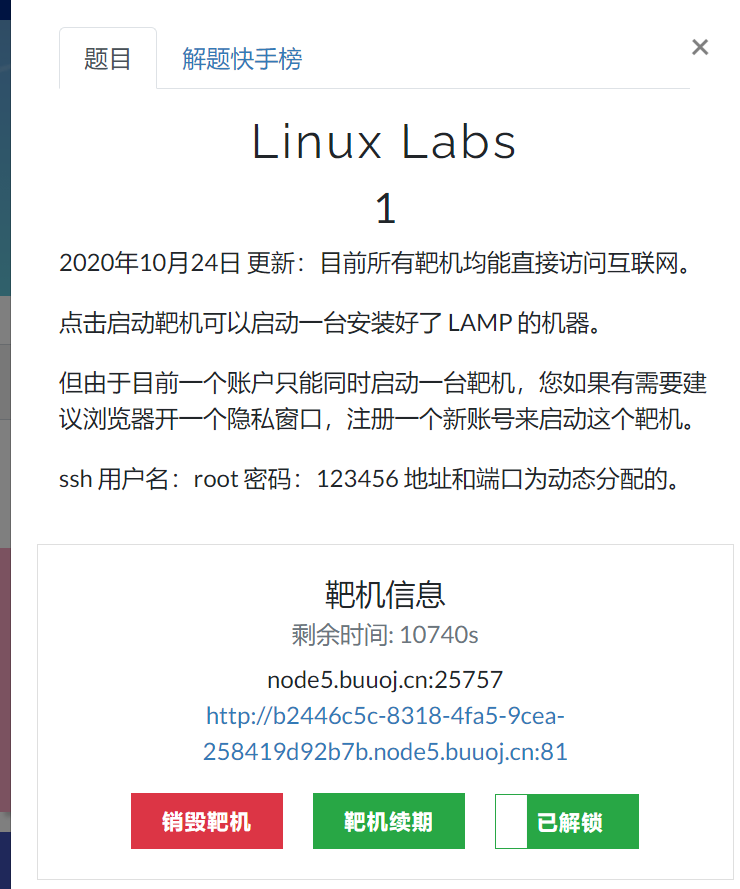 题目
解题快手榜
×
Linux Labs
1
2020年10月24日 更新：目前所有靶机均能直接访问互联网。
点击启动靶机可以启动一台安装好了 LAMP 的机器。
但由于目前一个账户只能同时启动一台靶机，您如果有需要建
议浏览器开一个隐私窗口，注册一个新账号来启动这个靶机。
ssh 用户名：root 密码：123456 地址和端口为动态分配的。
靶机信息
剩余时间: 10740s
node5.buuoj.cn:25757
http://b2446c5c-8318-4fa5-9cea-
258419d92b7b.node5.buuoj.cn:81
销毁靶机
靶机续期
已解锁